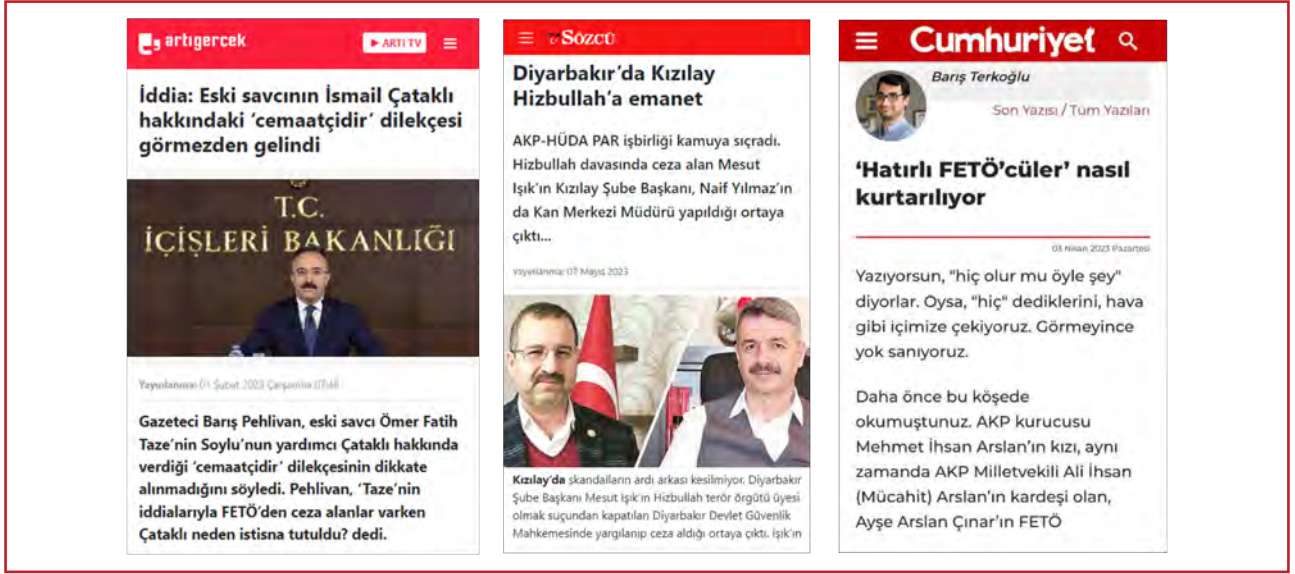 artıgercek
ARTI TV
İddia: Eski savcının İsmail Çataklı
hakkındaki ‘cemaatçidir’ dilekçesi
görmezden gelindi
T.C.
İÇİŞLERİ BAKANLIĞI
Yayınlanma: 01 Şubat 2023 Çarşamba 07:48
Gazeteci Barış Pehlivan, eski savcı Ömer Fatih
Taze’nin Soylu’nun yardımcı Çataklı hakkında
verdiği ‘cemaatçidir’ dilekçesinin dikkate
alınmadığını söyledi. Pehlivan, ‘Taze’nin
iddialarıyla FETÖ’den ceza alanlar varken
Çataklı neden istisna tutuldu? dedi.
SÖZCÜ
Diyarbakır’da Kızılay
Hizbullah’a emanet
AKP-HÜDA PAR işbirliği kamuya sıçradı.
Hizbullah davasında ceza alan Mesut
Işık’ın Kızılay Şube Başkanı, Naif Yılmaz’ın
da Kan Merkezi Müdürü yapıldığı ortaya
çıktı...
Yayınlanma: 07 Mayıs 2023
Kızılay’da skandalların ardı arkası kesilmiyor. Diyarbakır
Şube Başkanı Mesut Işık’ın Hizbullah terör örgütü üyesi
olmak suçundan kapatılan Diyarbakır Devlet Güvenlik
Mahkemesinde yargılanıp ceza aldığı ortaya çıktı. Işık’ın
Cumhuriyet
Barış Terkoğlu
Son Yazısı / Tüm Yazıları
‘Hatırlı FETÖ’cüler’ nasıl
kurtarılıyor
03 Nisan 2023 Pazartesi
Yazıyorsun, "hiç olur mu öyle şey"
diyorlar. Oysa, "hiç" dediklerini, hava
gibi içimize çekiyoruz. Görmeyince
yok sanıyoruz.
Daha önce bu köşede
okumuştunuz. AKP kurucusu
Mehmet İhsan Arslan’ın kızı, aynı
zamanda AKP Milletvekili Ali İhsan
(Mücahit) Arslan’ın kardeşi olan,
Ayşe Arslan Çınar’ın FETÖ